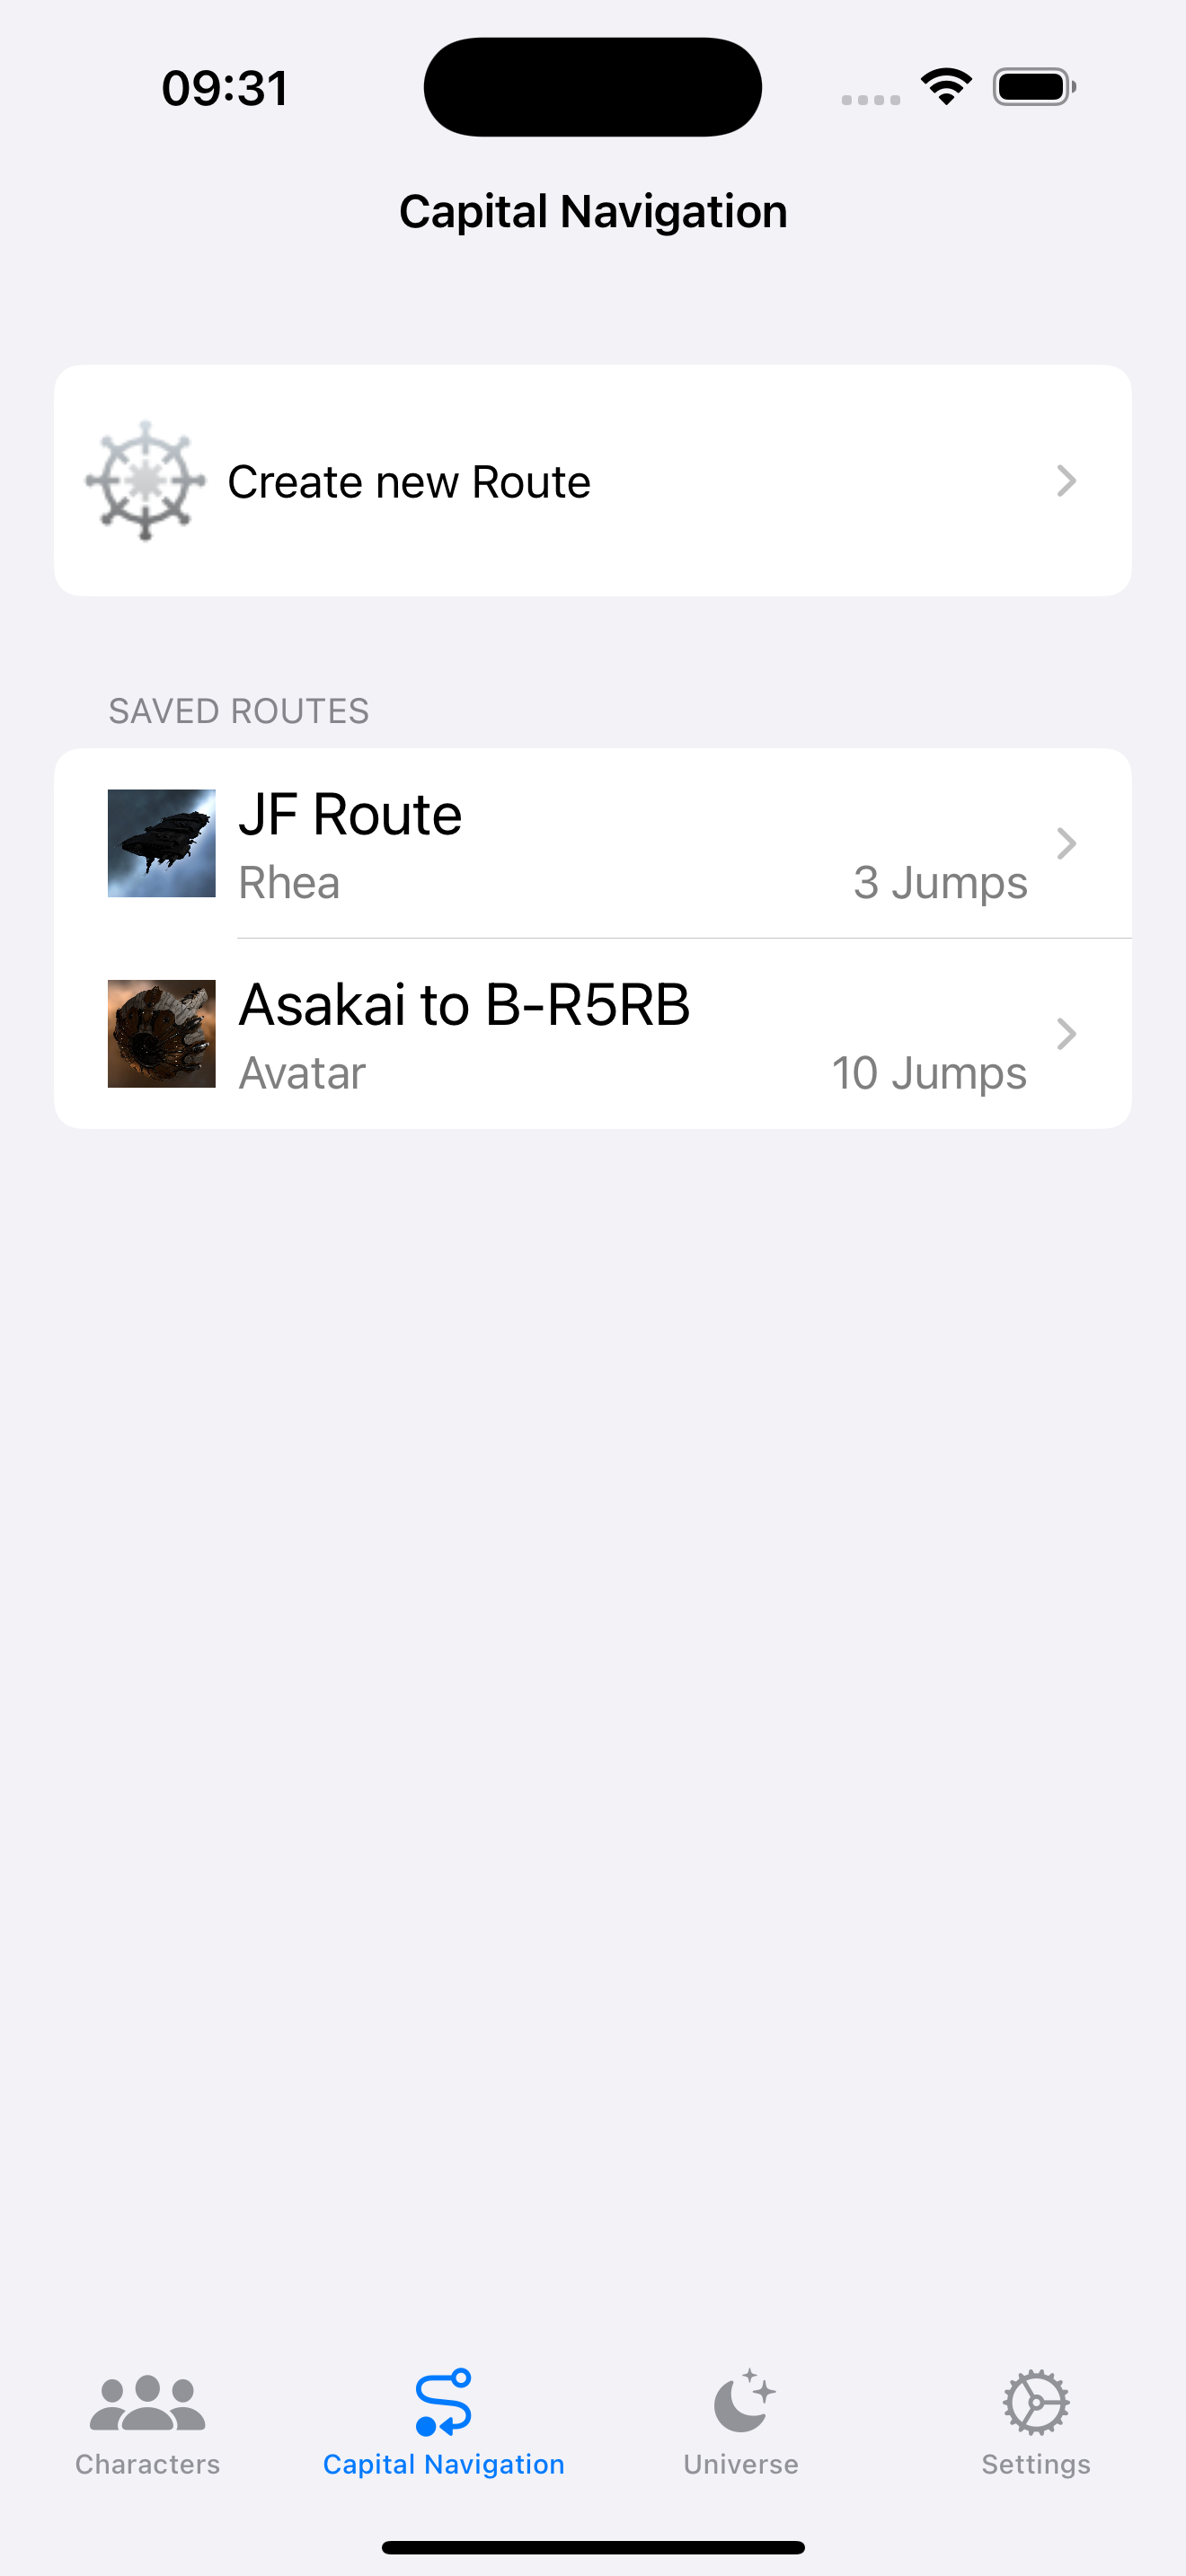 09:31
Capital Navigation
Create new Route
SAVED ROUTES
JF Route
Rhea
3 Jumps
Asakai to B-R5RB
Avatar
10 Jumps
Characters
Capital Navigation
Universe
Settings